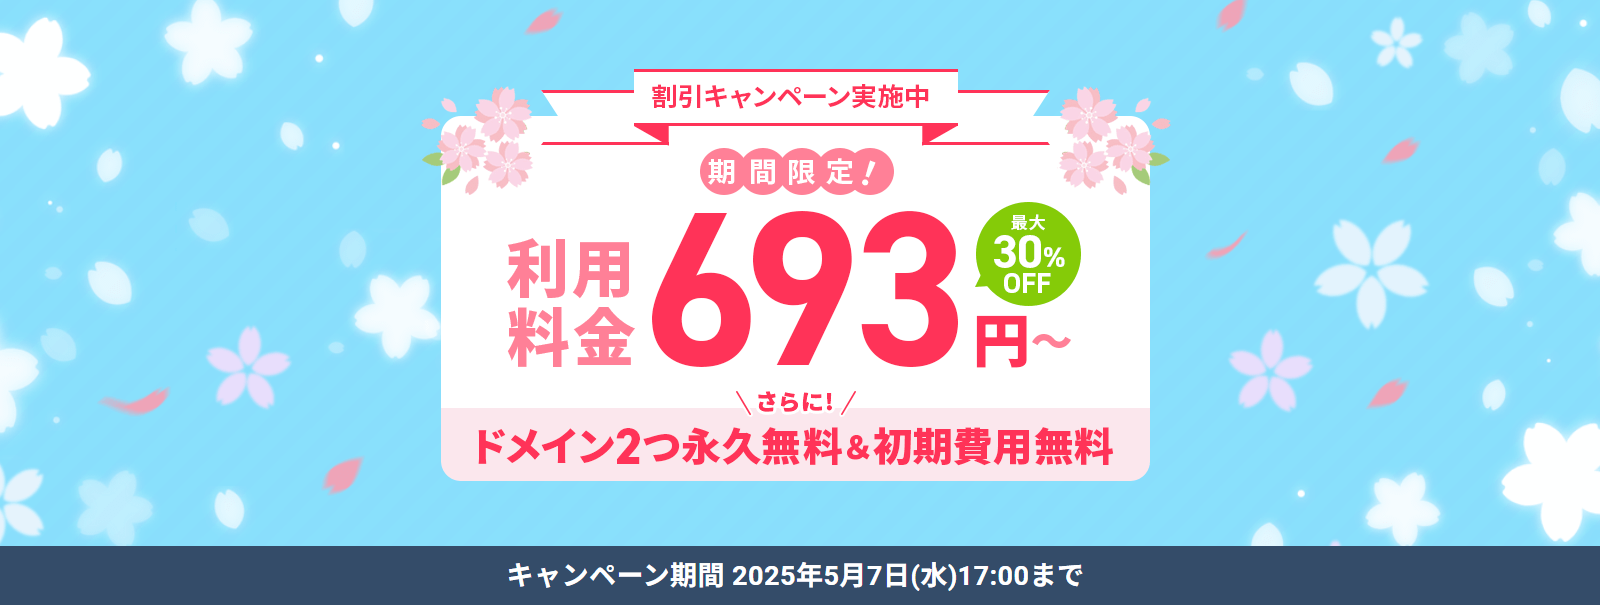 割引キャンペーン実施中
期間限定!
利用
料金
693
円～
最大
30%
OFF
さらに!
ドメイン2つ永久無料&初期費用無料
キャンペーン期間 2025年5月7日(水)17:00まで